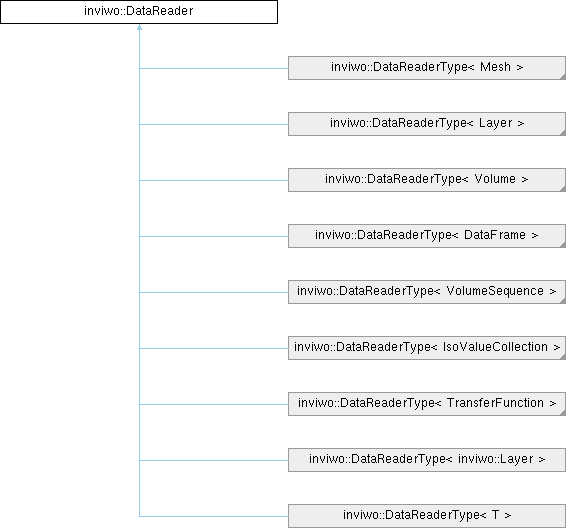 inviwo::DataReader
inviwo::DataReaderType< Mesh >
inviwo::DataReaderType< Layer >
inviwo::DataReaderType< Volume >
inviwo::DataReaderType< DataFrame >
inviwo::DataReaderType< VolumeSequence >
inviwo::DataReaderType< IsoValueCollection >
inviwo::DataReaderType< TransferFunction >
inviwo::DataReaderType< inviwo::Layer >
inviwo::DataReaderType< T >